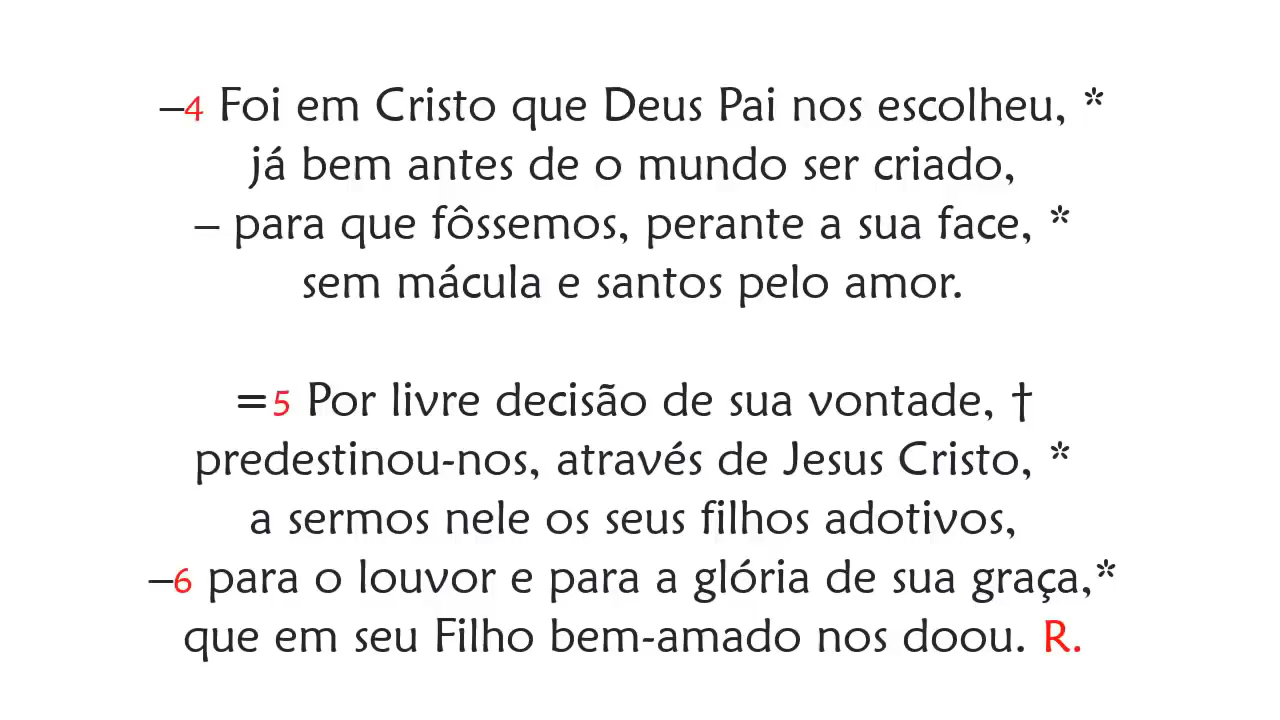 –4 Foi em Cristo que Deus Pai nos escolheu, *
já bem antes de o mundo ser criado,
– para que fôssemos, perante a sua face, *
sem mácula e santos pelo amor.
=5 Por livre decisão de sua vontade, †
predestinou-nos, através de Jesus Cristo, *
a sermos nele os seus filhos adotivos,
–6 para o louvor e para a glória de sua graça,*
que em seu Filho bem-amado nos doou. R.